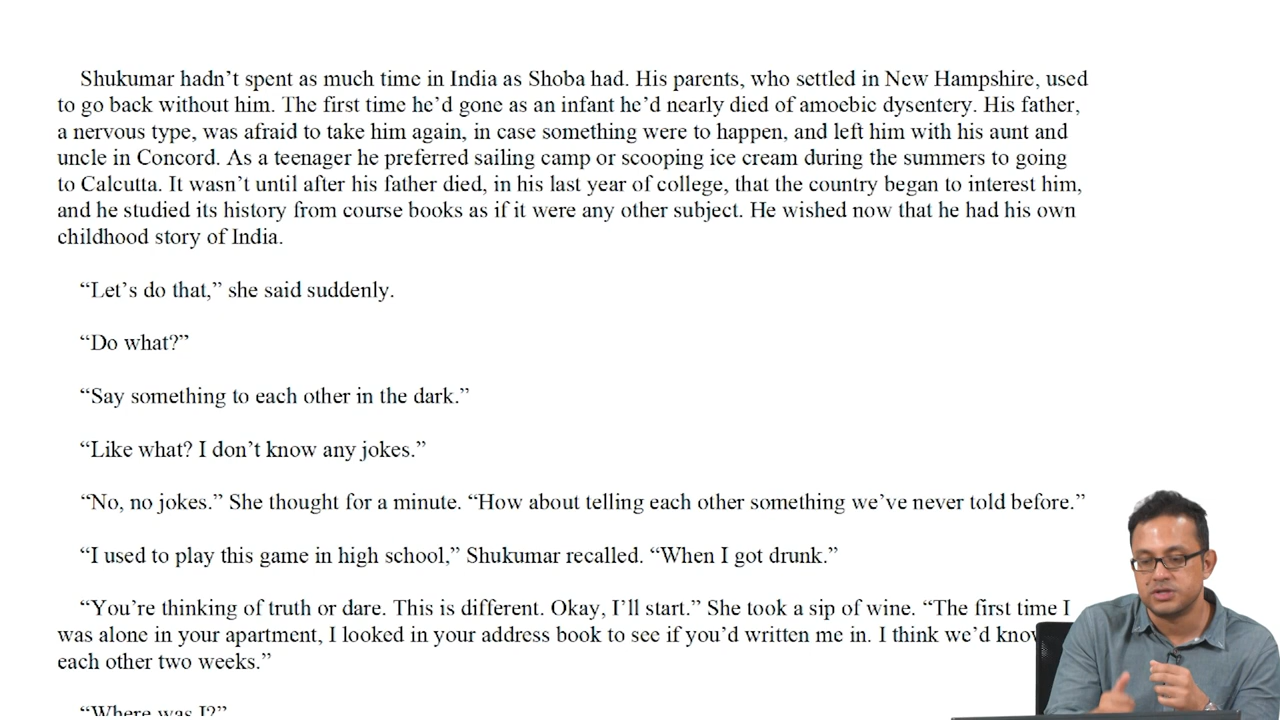 Shukumar hadn’t spent as much time in India as Shoba had. His parents, who settled in New Hampshire, used
to go back without him. The first time he’d gone as an infant he’d nearly died of amoebic dysentery. His father,
a nervous type, was afraid to take him again, in case something were to happen, and left him with his aunt and
uncle in Concord. As a teenager he preferred sailing camp or scooping ice cream during the summers to going
to Calcutta. It wasn’t until after his father died, in his last year of college, that the country began to interest him,
and he studied its history from course books as if it were any other subject. He wished now that he had his own
childhood story of India.
“Let’s do that,” she said suddenly.
“Do what?”
“Say something to each other in the dark.”
“Like what? I don’t know any jokes.”
“No, no jokes.” She thought for a minute. “How about telling each other something we’ve never told before.”
“I used to play this game in high school,” Shukumar recalled. “When I got drunk.”
“You’re thinking of truth or dare. This is different. Okay, I’ll start.” She took a sip of wine. “The first time I
was alone in your apartment, I looked in your address book to see if you’d written me in. I think we’d
each other two weeks.”
“Where was I?”